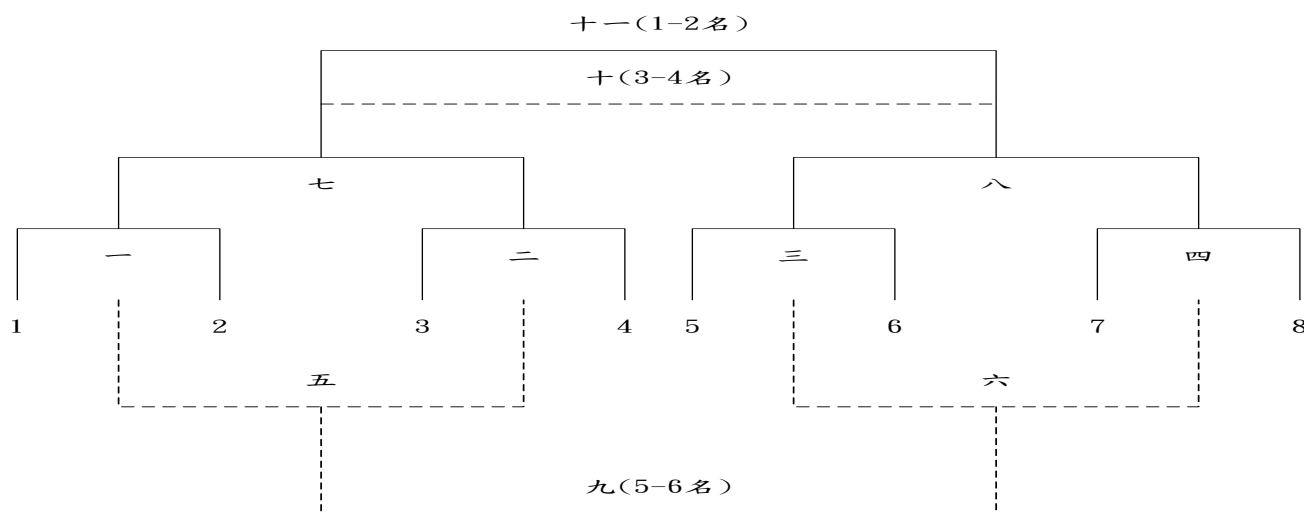 十一(1-2名)
十(3-4名)
七 八
一 二 三 四
1 2 3 4 5 6 7 8
五 六
九(5-6名)